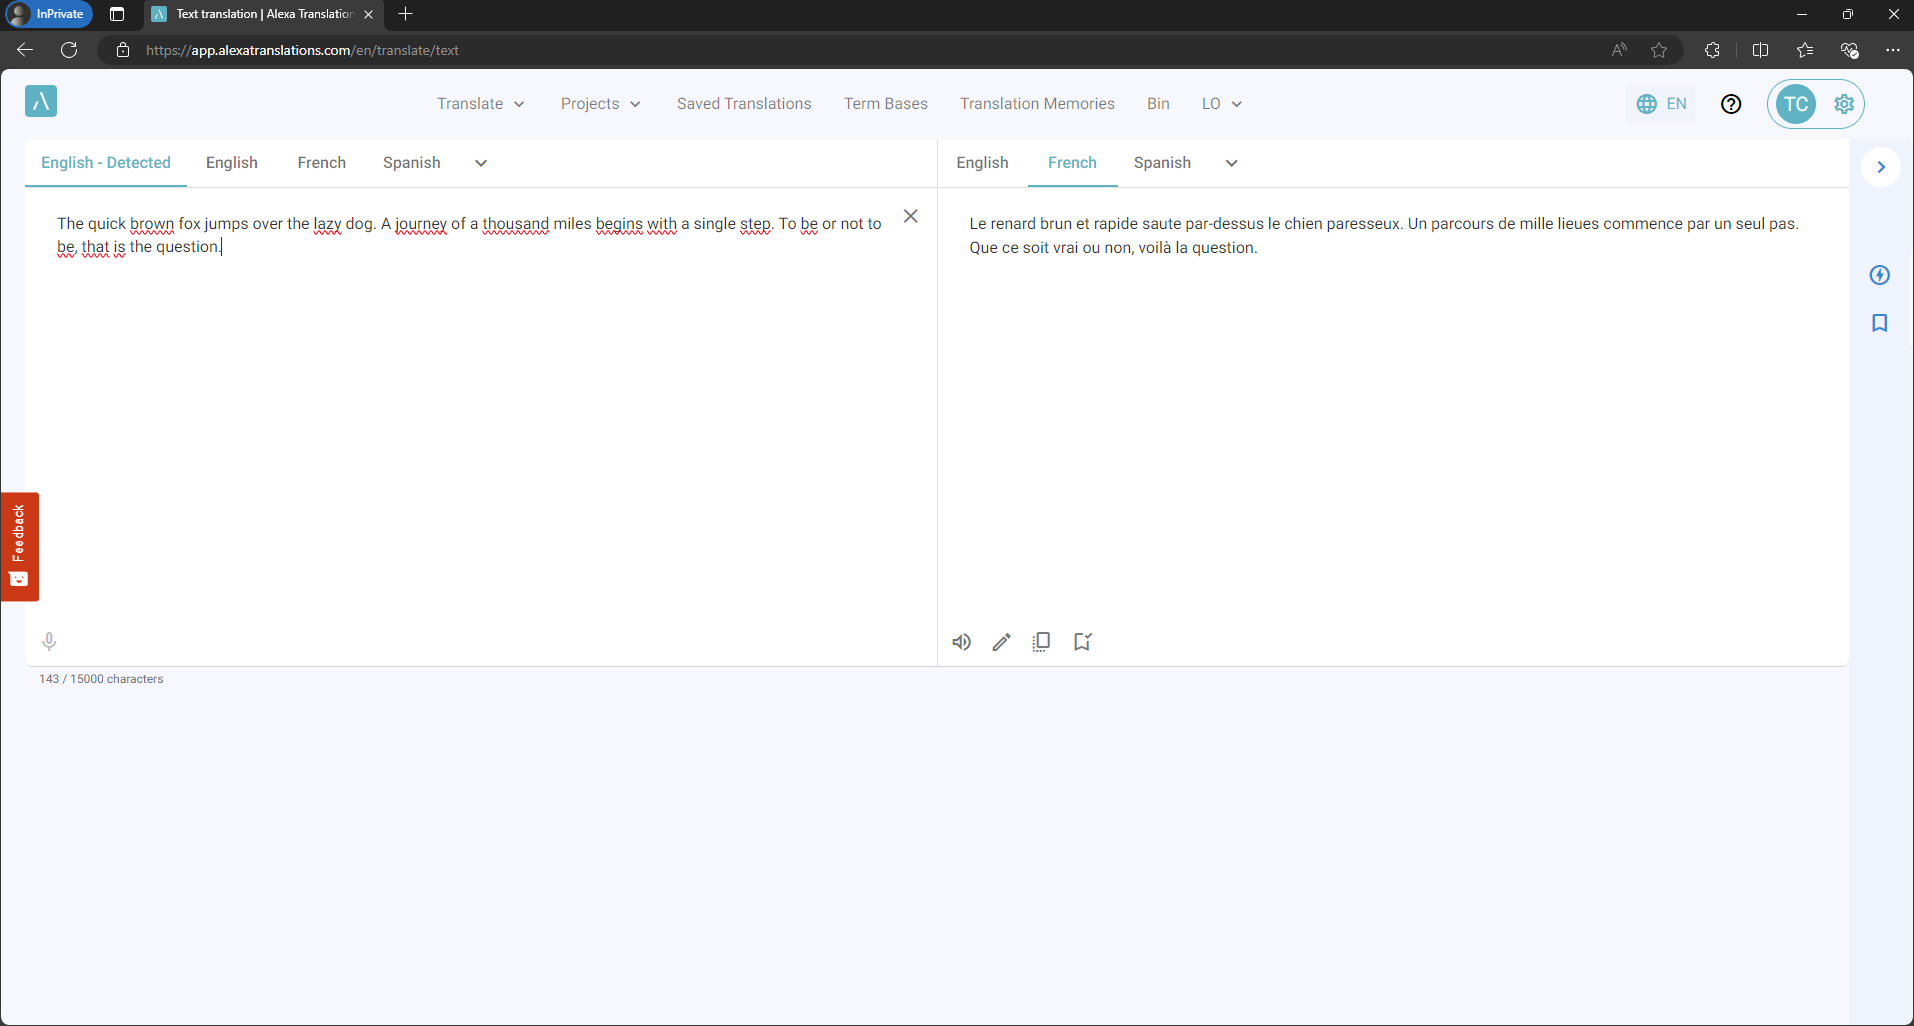 InPrivate
Text translation | Alexa Translation
https://app.alexatranslations.com/en/translate/text
Translate
Projects
Saved Translations
Term Bases
Translation Memories
Bin
LO
EN
TC
English - Detected
English
French
Spanish
English
French
Spanish
The quick brown fox jumps over the lazy dog. A journey of a thousand miles begins with a single step. To be or not to
be, that is the question.
Le renard brun et rapide saute par-dessus le chien paresseux. Un parcours de mille lieues commence par un seul pas.
Que ce soit vrai ou non, voilà la question.
Feedback
143 / 15000 characters